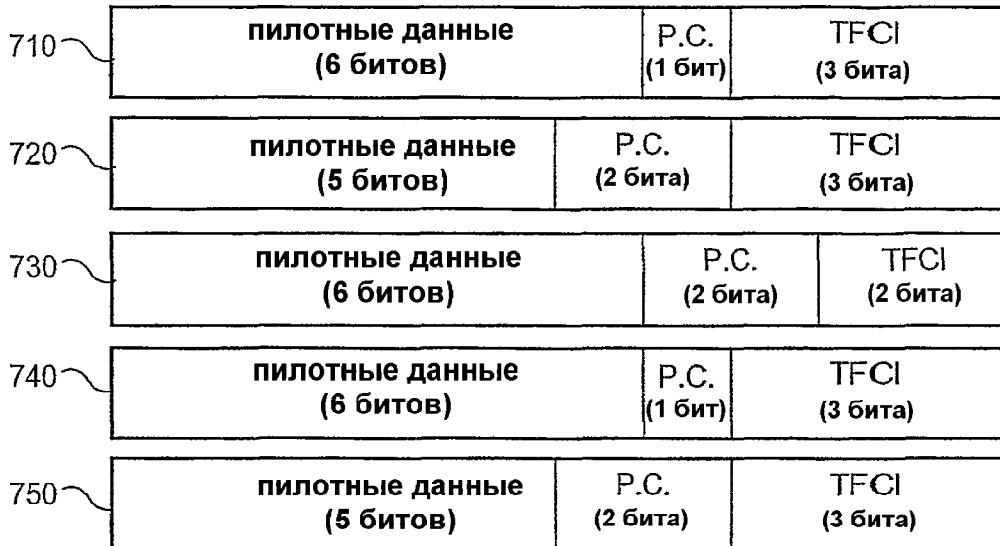 710
пилотные данные
(6 битов)
P.C.
(1 бит)
TFCI
(3 бита)
720
пилотные данные
(5 битов)
P.C.
(2 бита)
TFCI
(3 бита)
730
пилотные данные
(6 битов)
P.C.
(2 бита)
TFCI
(2 бита)
740
пилотные данные
(6 битов)
P.C.
(1 бит)
TFCI
(3 бита)
750
пилотные данные
(5 битов)
P.C.
(2 бита)
TFCI
(3 бита)